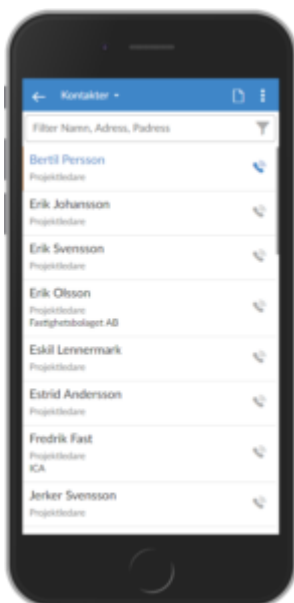 Kontakter
Filter Namn, Adress, Padress
Bertil Persson
Projektledare
Erik Johansson
Projektledare
Erik Svensson
Projektledare
Erik Olsson
Projektledare
Fastighetsbolaget AB
Eskil Lennermark
Projektledare
Estrid Andersson
Projektledare
Fredrik Fast
Projektledare
ICA
Jerker Svensson
Projektledare